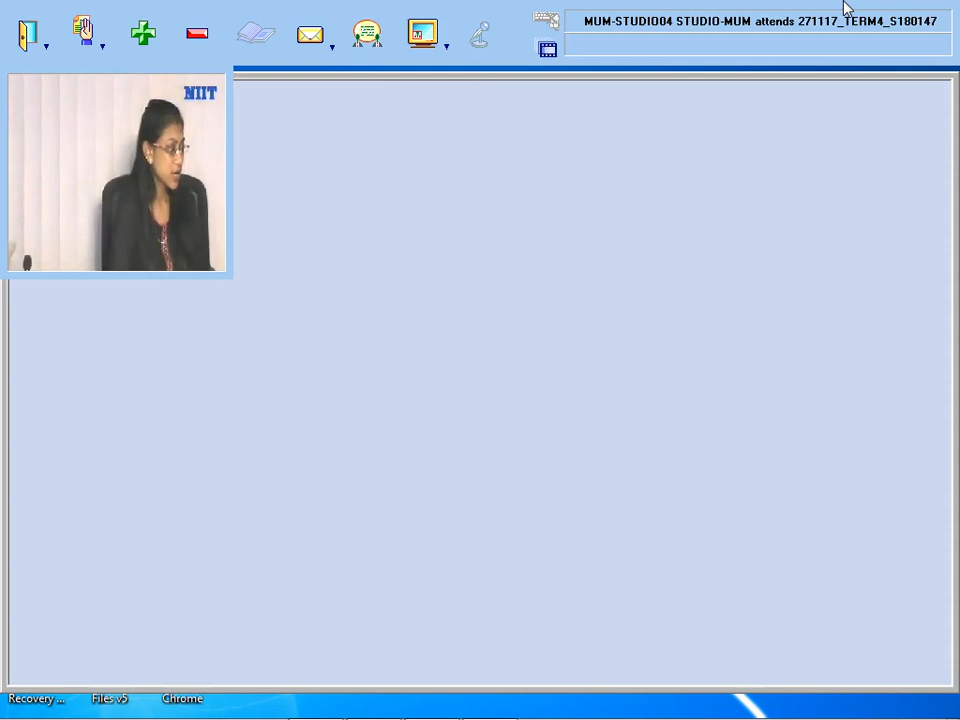 MUM-STUDIO04 STUDIO-MUM attends 271117_TERM4_S180147
NIIT
Recovery ... Files v5 Chrome